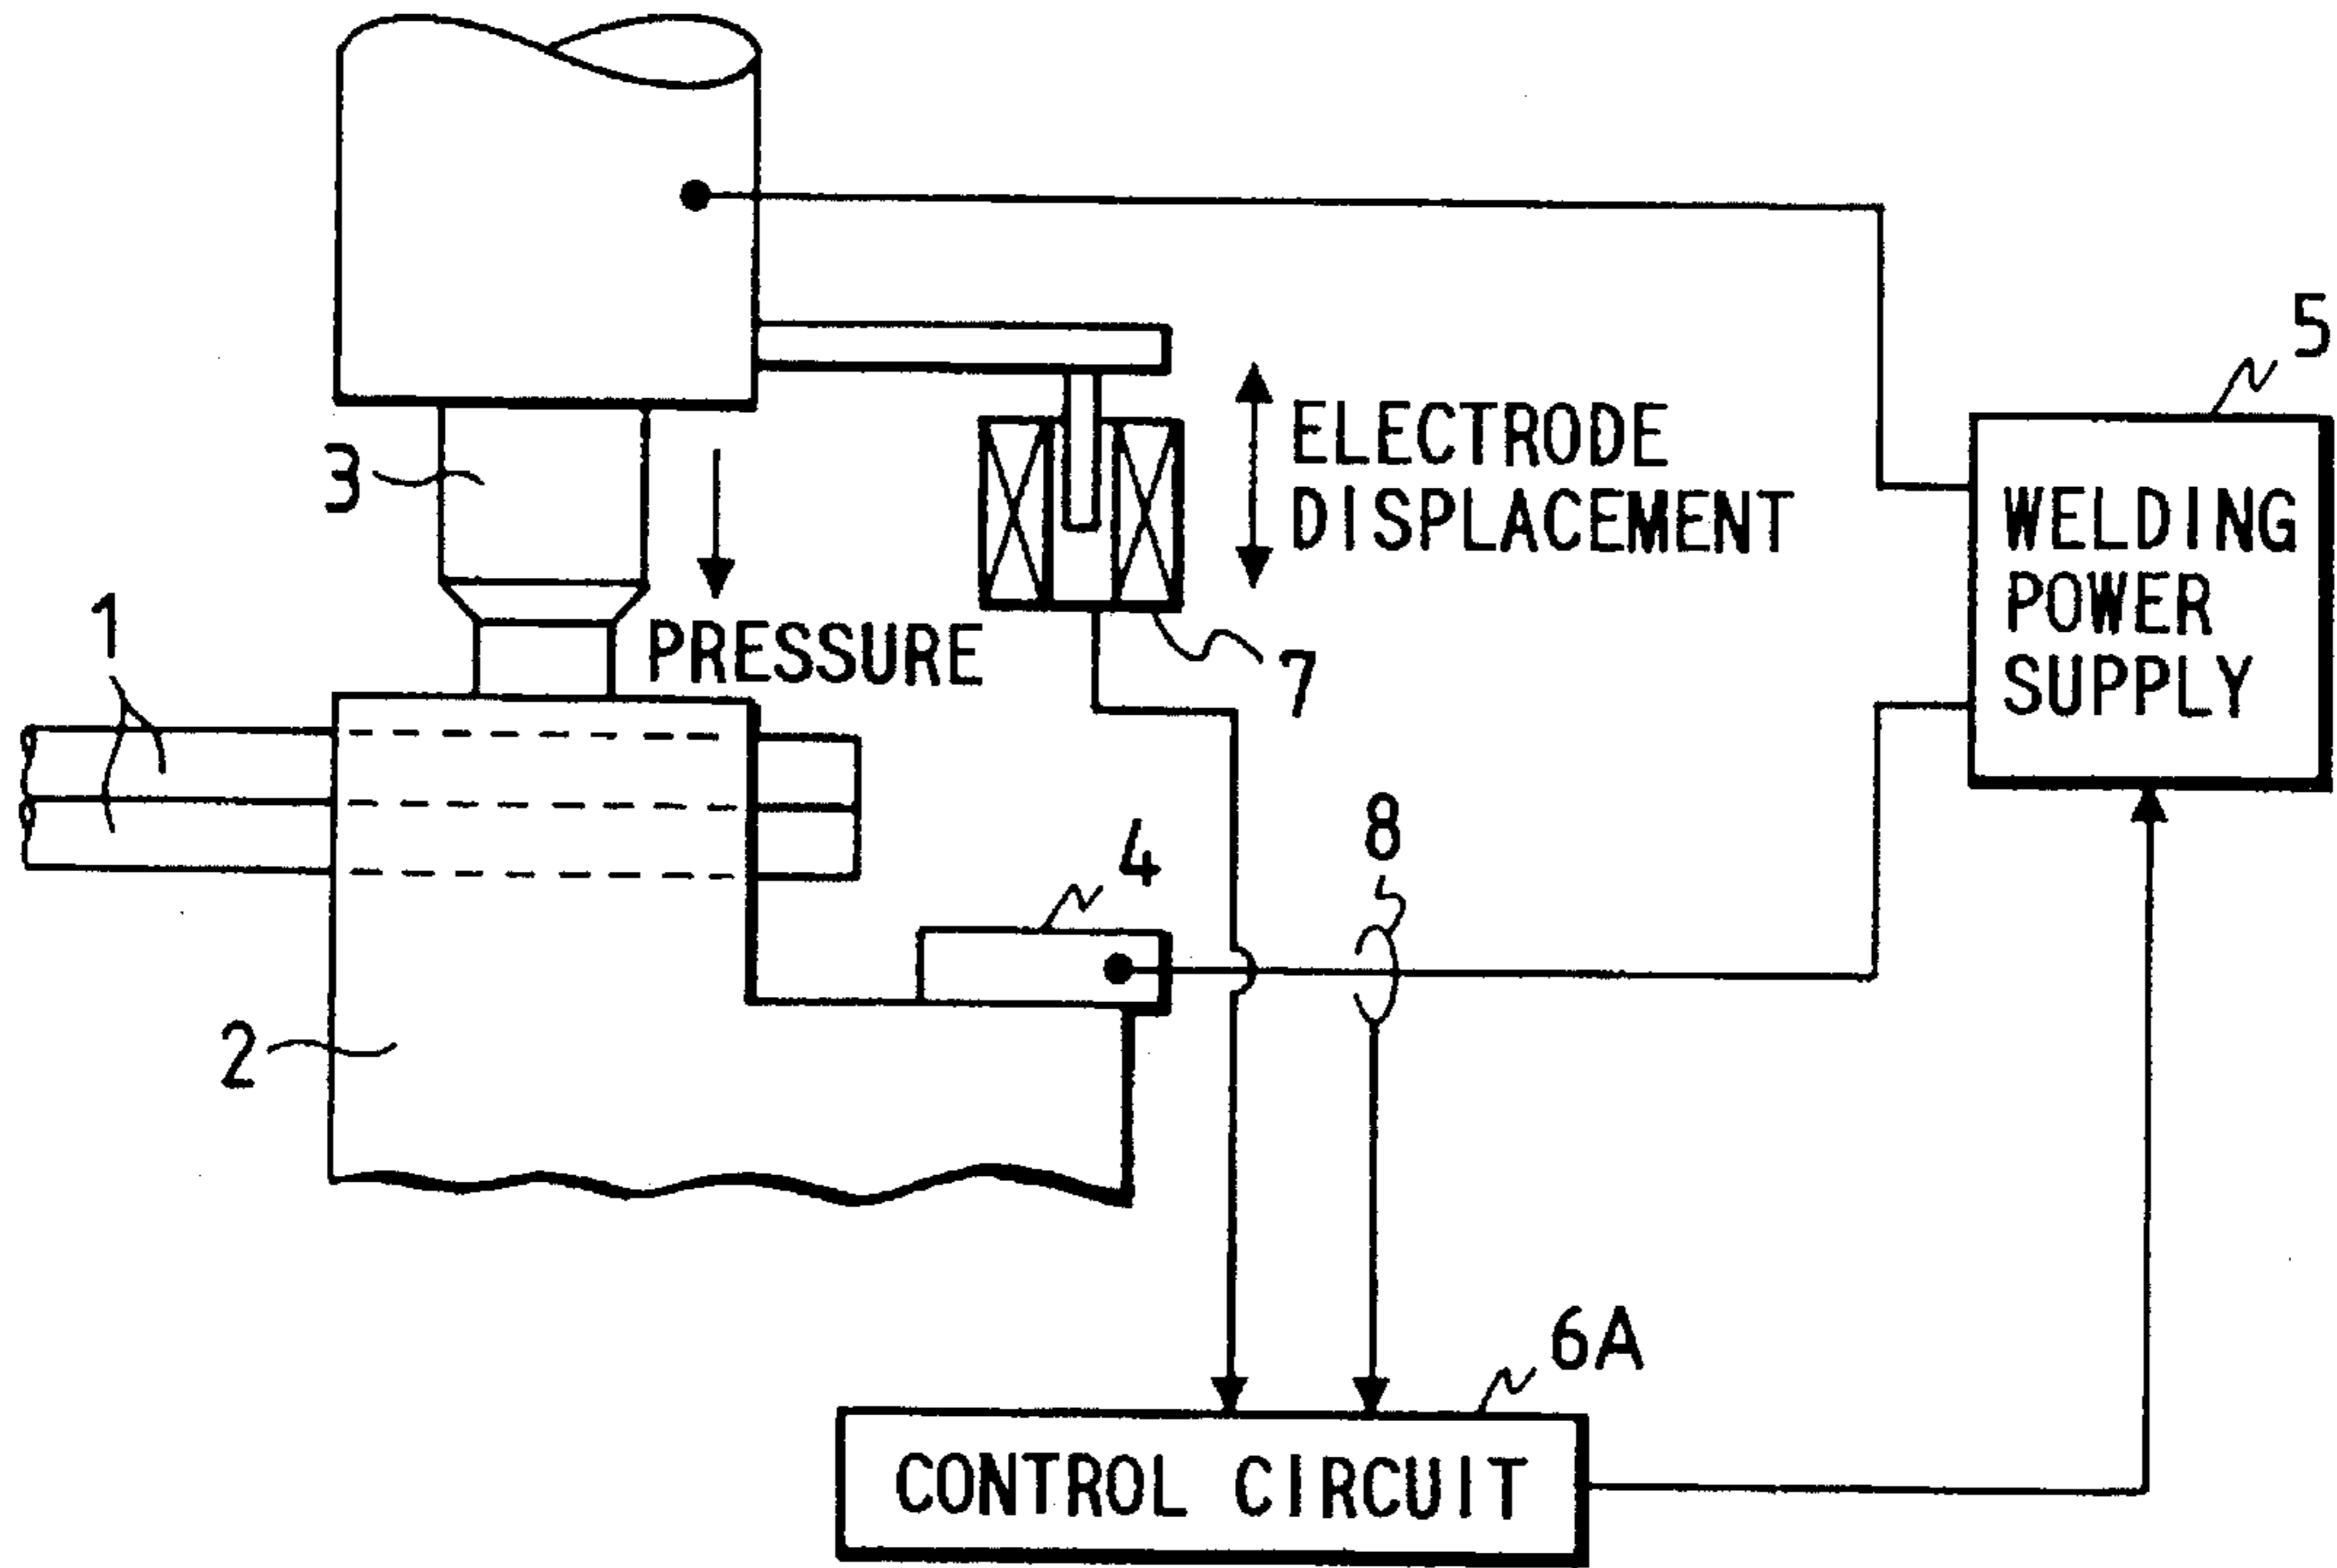 5
ELECTRODE
DISPLACEMENT
3
WELDING
POWER
SUPPLY
1
PRESSURE
7
8
4
2
6A
CONTROL CIRCUIT